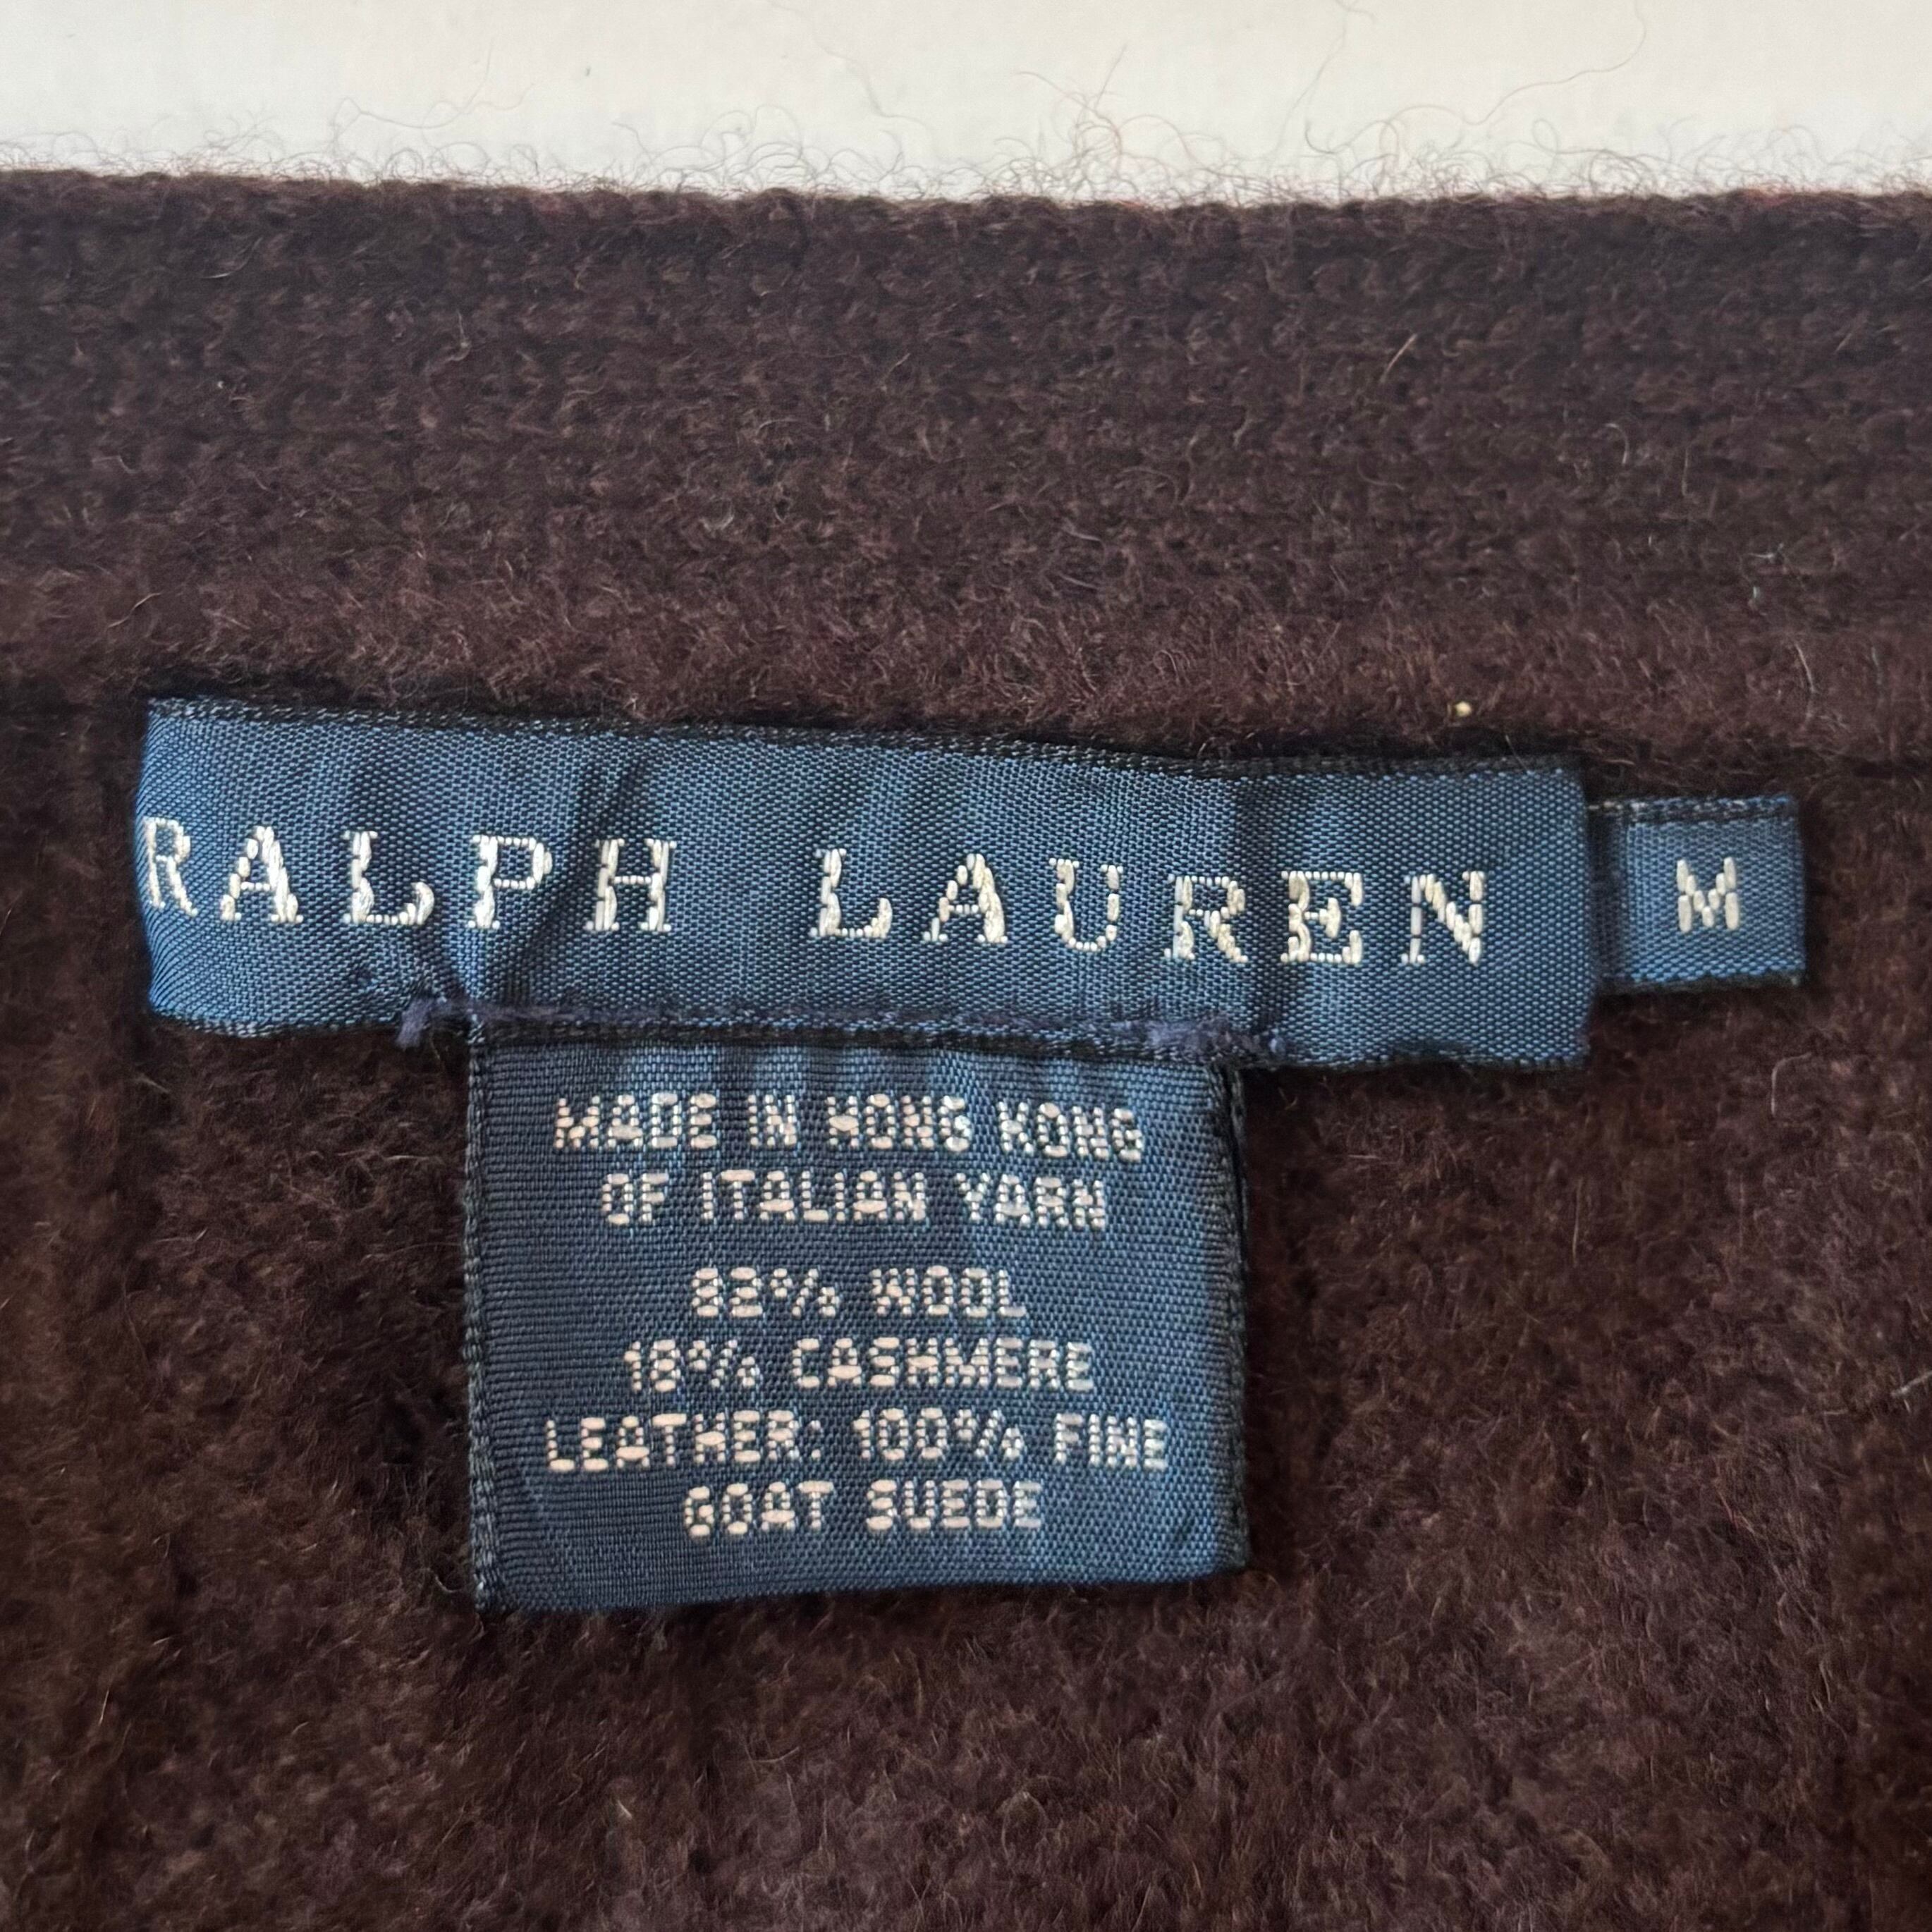 RALPH LAUREN
M
MADE IN HONG KONG
OF ITALIAN YARN
82% WOOL
18% CASHMERE
LEATHER: 100% FINE
GOAT SUEDE